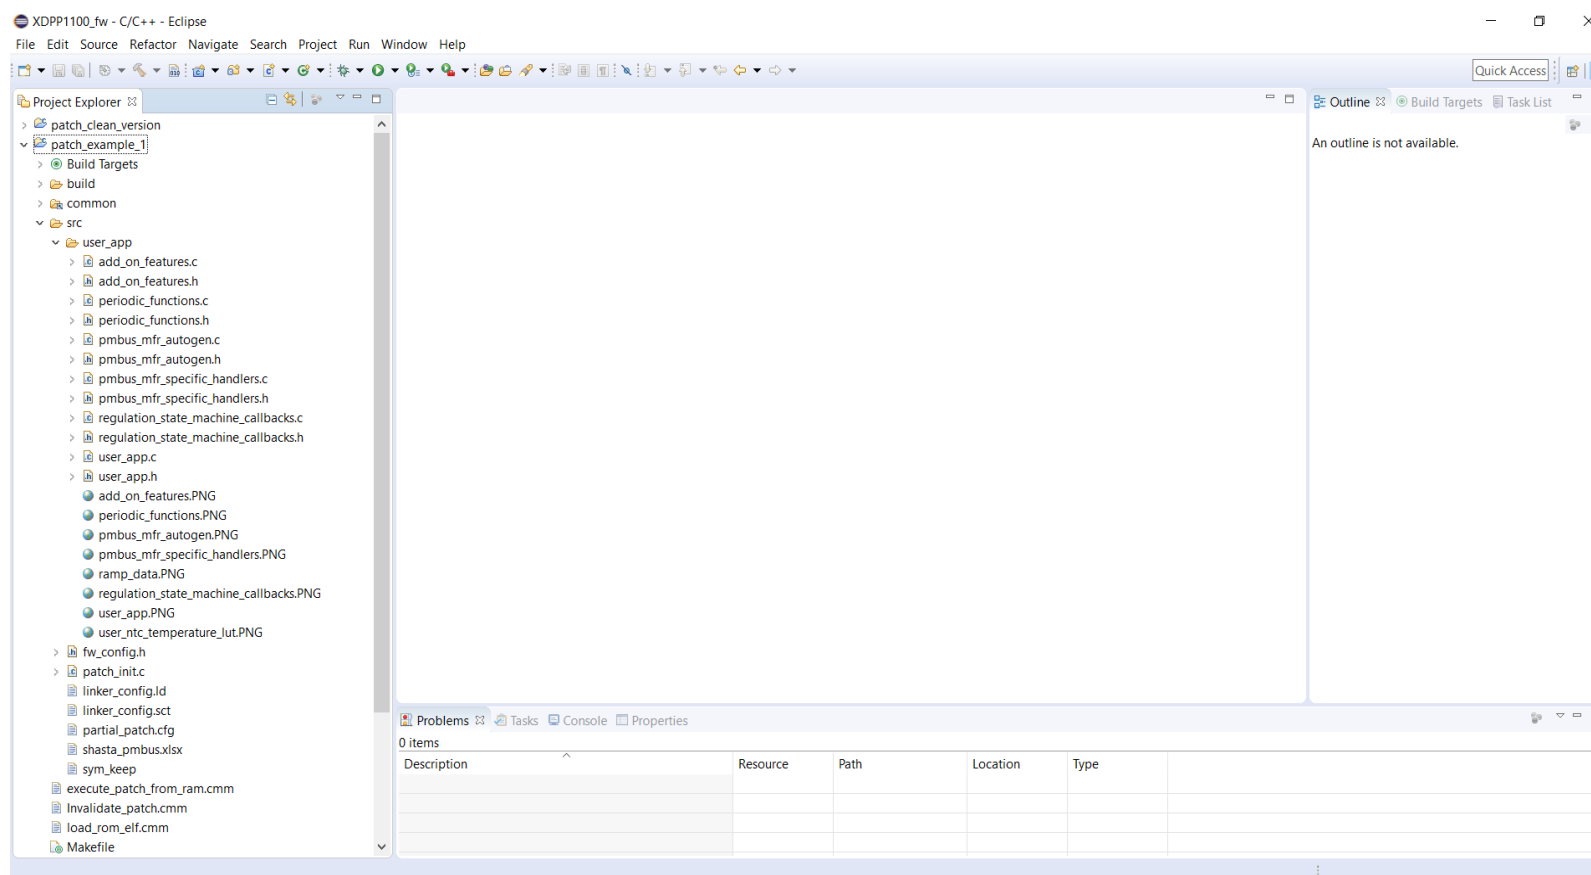 XDPP1100_fw - C/C++ - Eclipse
File Edit Source Refactor Navigate Search Project Run Window Help
Quick Access
Project Explorer
patch_clean_version
patch_example_1
Build Targets
build
common
src
user_app
add_on_features.c
add_on_features.h
periodic_functions.c
periodic_functions.h
pmbus_mfr_autogen.c
pmbus_mfr_autogen.h
pmbus_mfr_specific_handlers.c
pmbus_mfr_specific_handlers.h
regulation_state_machine_callbacks.c
regulation_state_machine_callbacks.h
user_app.c
user_app.h
add_on_features.PNG
periodic_functions.PNG
pmbus_mfr_autogen.PNG
pmbus_mfr_specific_handlers.PNG
ramp_data.PNG
regulation_state_machine_callbacks.PNG
user_app.PNG
user_ntc_temperature_lut.PNG
fw_config.h
patch_init.c
linker_config.ld
linker_config.sct
partial_patch.cfg
shasta_pmbus.xlsx
sym_keep
execute_patch_from_ram.cmm
Invalidate_patch.cmm
load_rom_elf.cmm
Makefile
Outline Build Targets Task List
An outline is not available.
Problems Tasks Console Properties
0 items
Description Resource Path Location Type